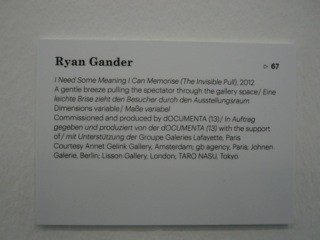 Ryan Gander
▷ 67
I Need Some Meaning I Can Memorise (The Invisible Pull), 2012
A gentle breeze pulling the spectator through the gallery space/ Eine
leichte Brise zieht den Besucher durch den Ausstellungsraum
Dimensions variable/ Maße variabel
Commissioned and produced by dOCUMENTA (13)/ In Auftrag
gegeben und produziert von der dOCUMENTA (13) with the support
of/ mit Unterstützung der Groupe Galeries Lafayette, Paris
Courtesy Annet Gelink Gallery, Amsterdam; gb agency, Paris; Johnen
Galerie, Berlin; Lisson Gallery, London; TARO NASU, Tokyo